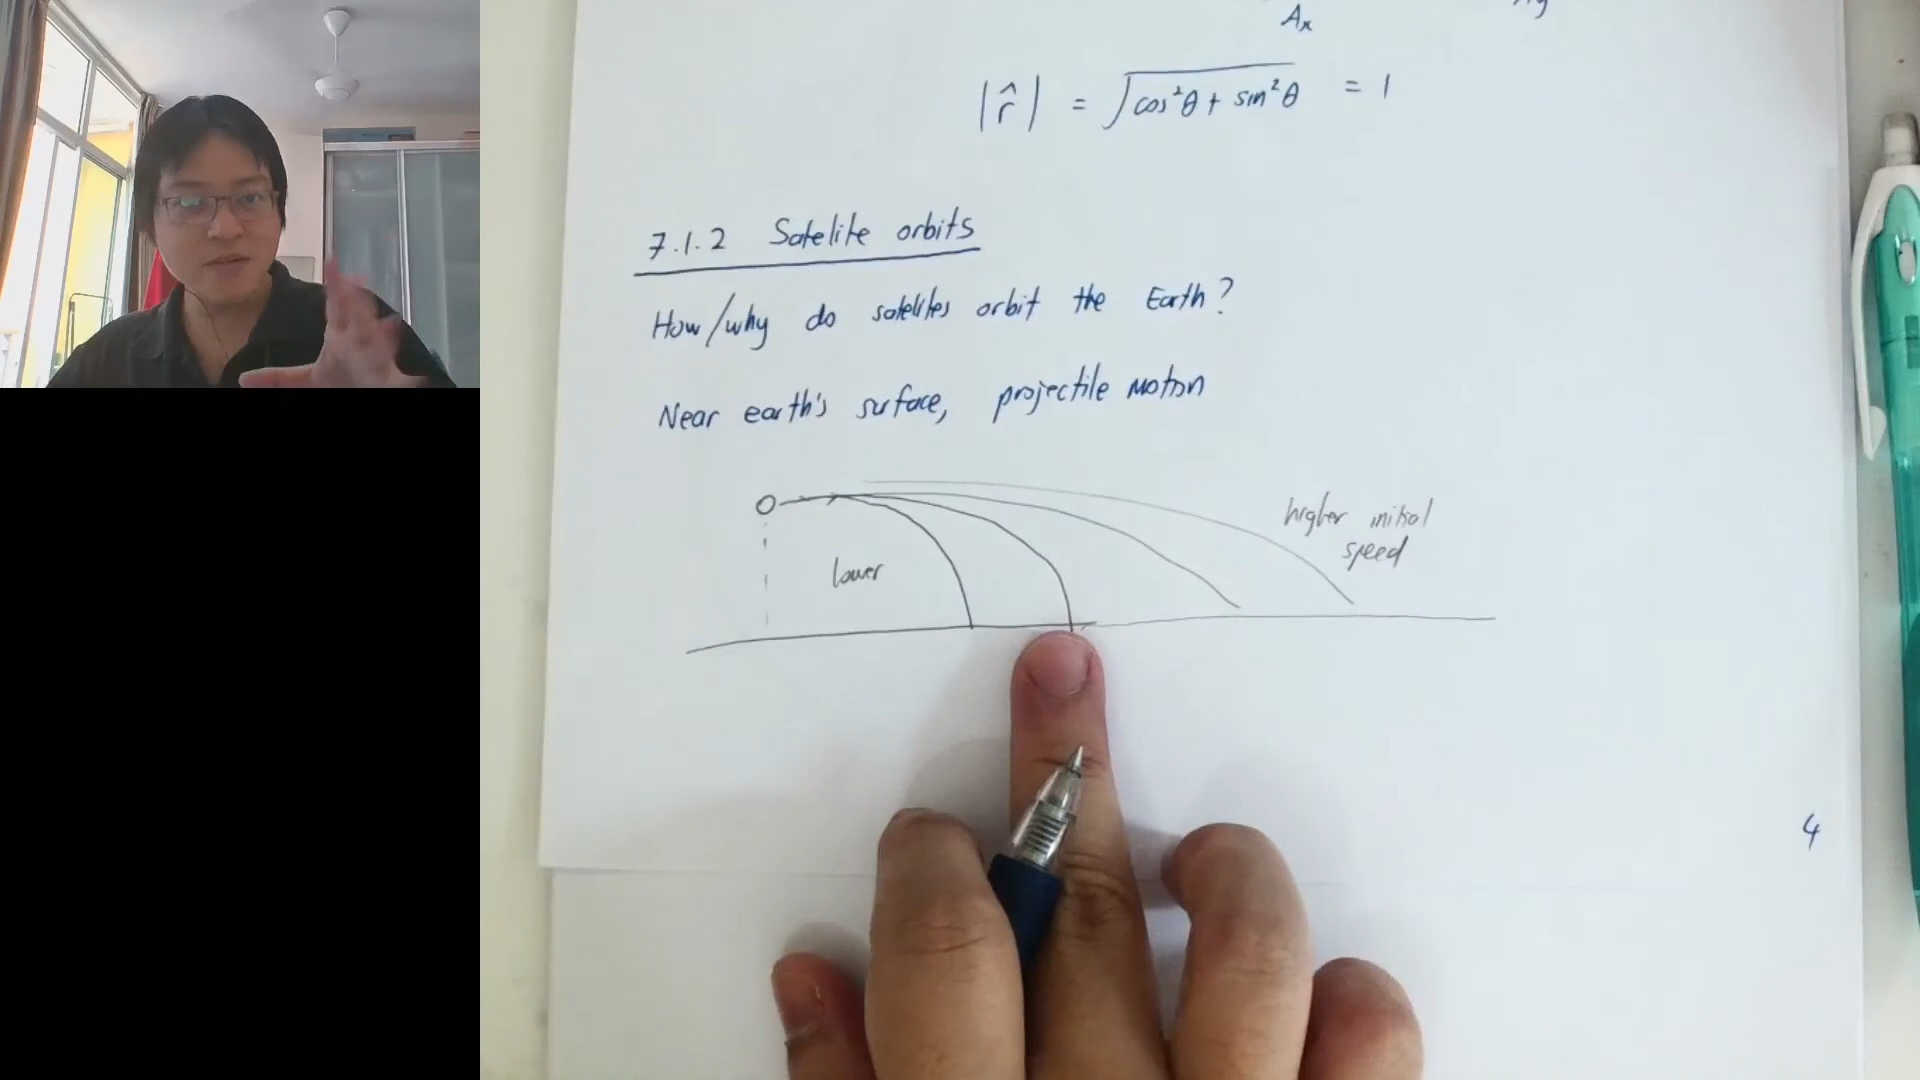 Ax
|r̂| = √cos²θ + sin²θ = 1
7.1.2 Satelite orbits
How/why do satelites orbit the Earth?
Near earth's surface, projectile motion
higher initial
speed
lower
4